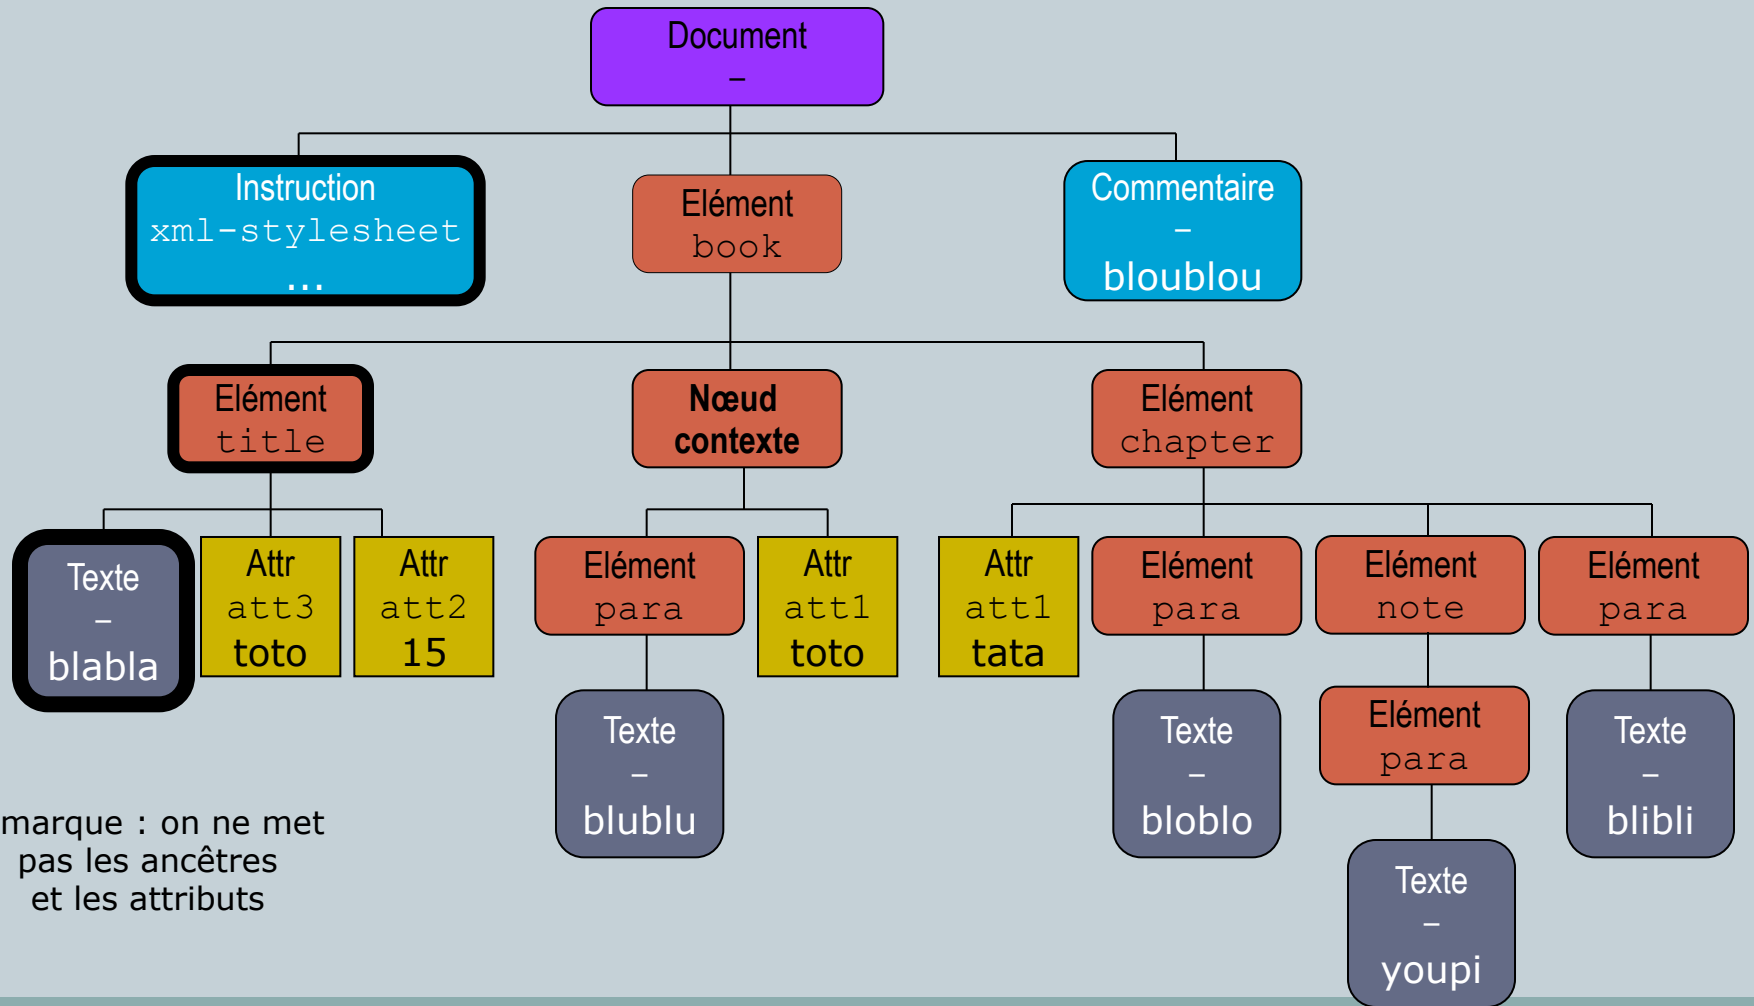 Document
–
Instruction
xml-stylesheet
...
Elément
book
Commentaire
–
bloublou
Elément
title
Nœud
contexte
Elément
chapter
Texte
–
blabla
Attr
att3
toto
Attr
att2
15
Elément
para
Attr
att1
toto
Attr
att1
tata
Elément
para
Elément
note
Elément
para
Texte
–
blublu
Texte
–
bloblo
Elément
para
Texte
–
blibli
Texte
–
youpi
marque : on ne met
pas les ancêtres
et les attributs